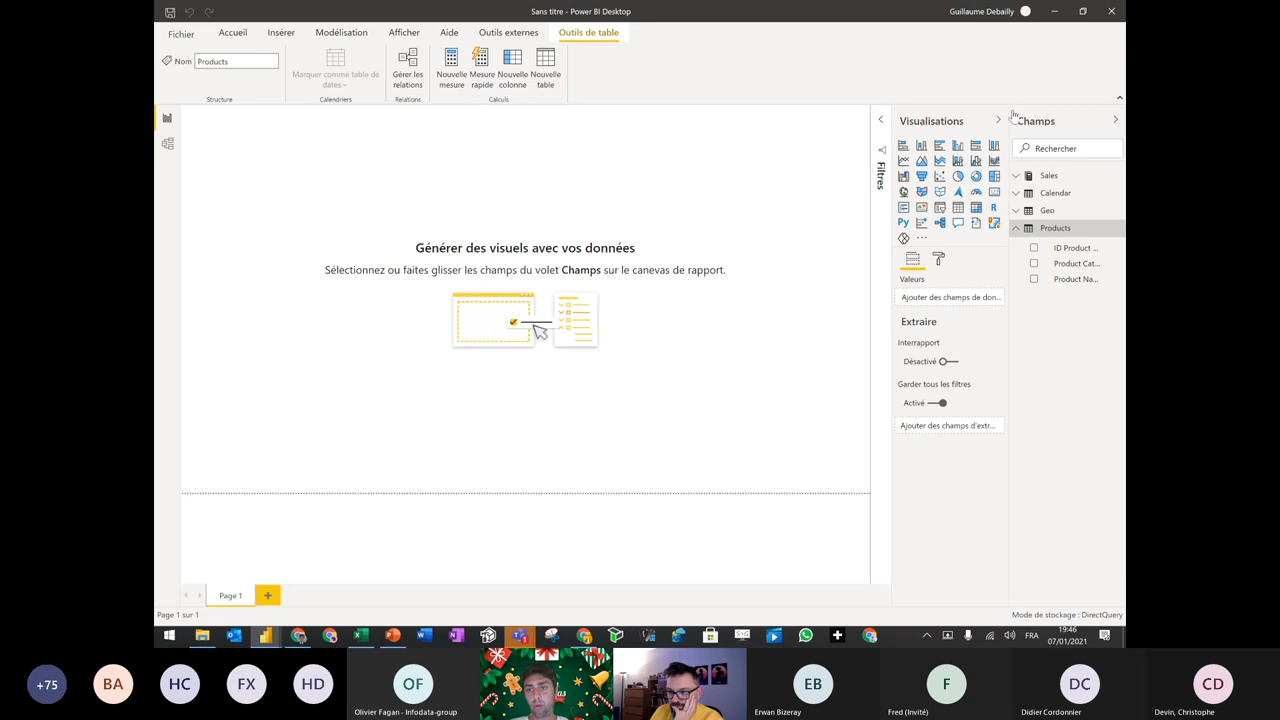 Sans titre - Power BI Desktop
Guillaume Debailly
Fichier
Accueil
Insérer
Modélisation
Afficher
Aide
Outils externes
Outils de table
Nom
Products
Marquer comme table de dates
Gérer les relations
Nouvelle mesure
Mesure rapide
Nouvelle colonne
Nouvelle table
Structure
Calendriers
Relations
Calculs
Filtres
Visualisations
Champs
Rechercher
Sales
Calendar
Geo
Products
ID Product ...
Product Cat...
Product Na...
R
Py
...
Valeurs
Ajouter des champs de don...
Extraire
Interrapport
Désactivé
Garder tous les filtres
Activé
Ajouter des champs d'extr...
Générer des visuels avec vos données
Sélectionnez ou faites glisser les champs du volet Champs sur le canevas de rapport.
Page 1
+
Page 1 sur 1
Mode de stockage : DirectQuery
FRA
19:46
07/01/2021
+75
BA
HC
FX
HD
OF
Olivier Fagan - Infodata-group
EB
Erwan Bizeray
F
Fred (Invité)
DC
Didier Cordonnier
CD
Devin, Christophe